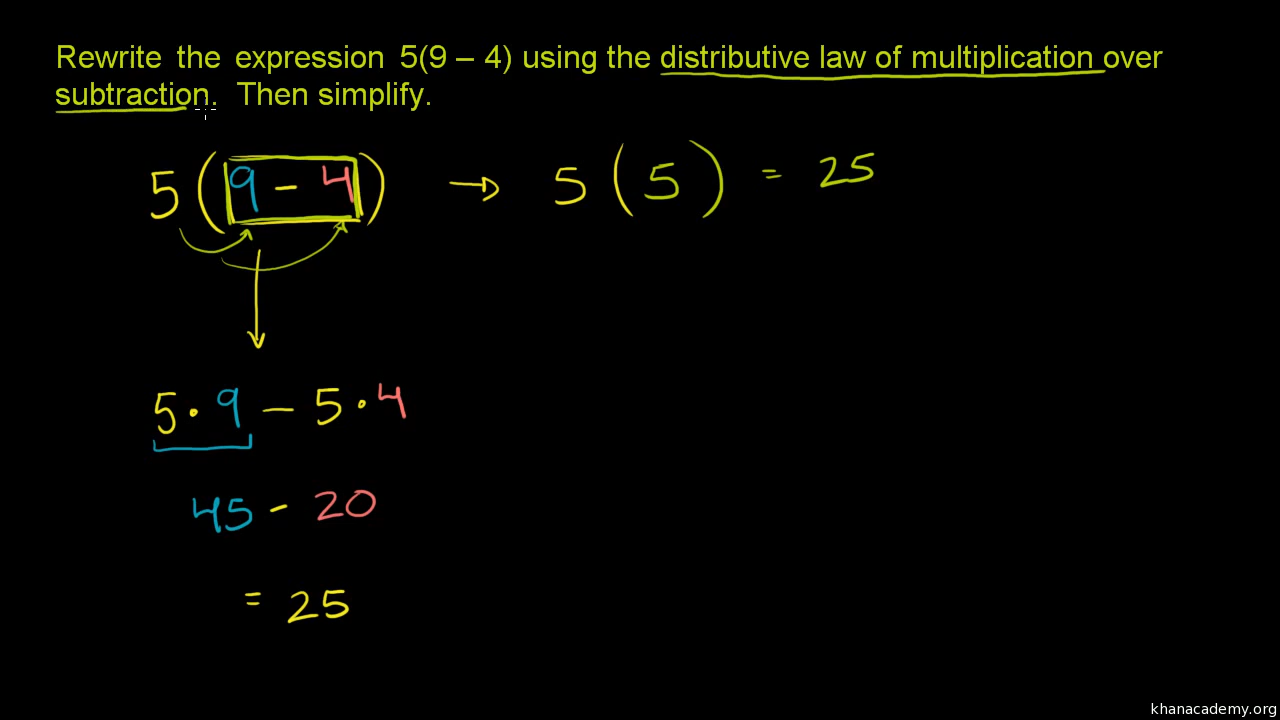 Rewrite the expression 5(9 – 4) using the distributive law of multiplication over
subtraction. Then simplify.
5(9 - 4) → 5(5) = 25
5 · 9 – 5 · 4
45 - 20
= 25
khanacademy.org